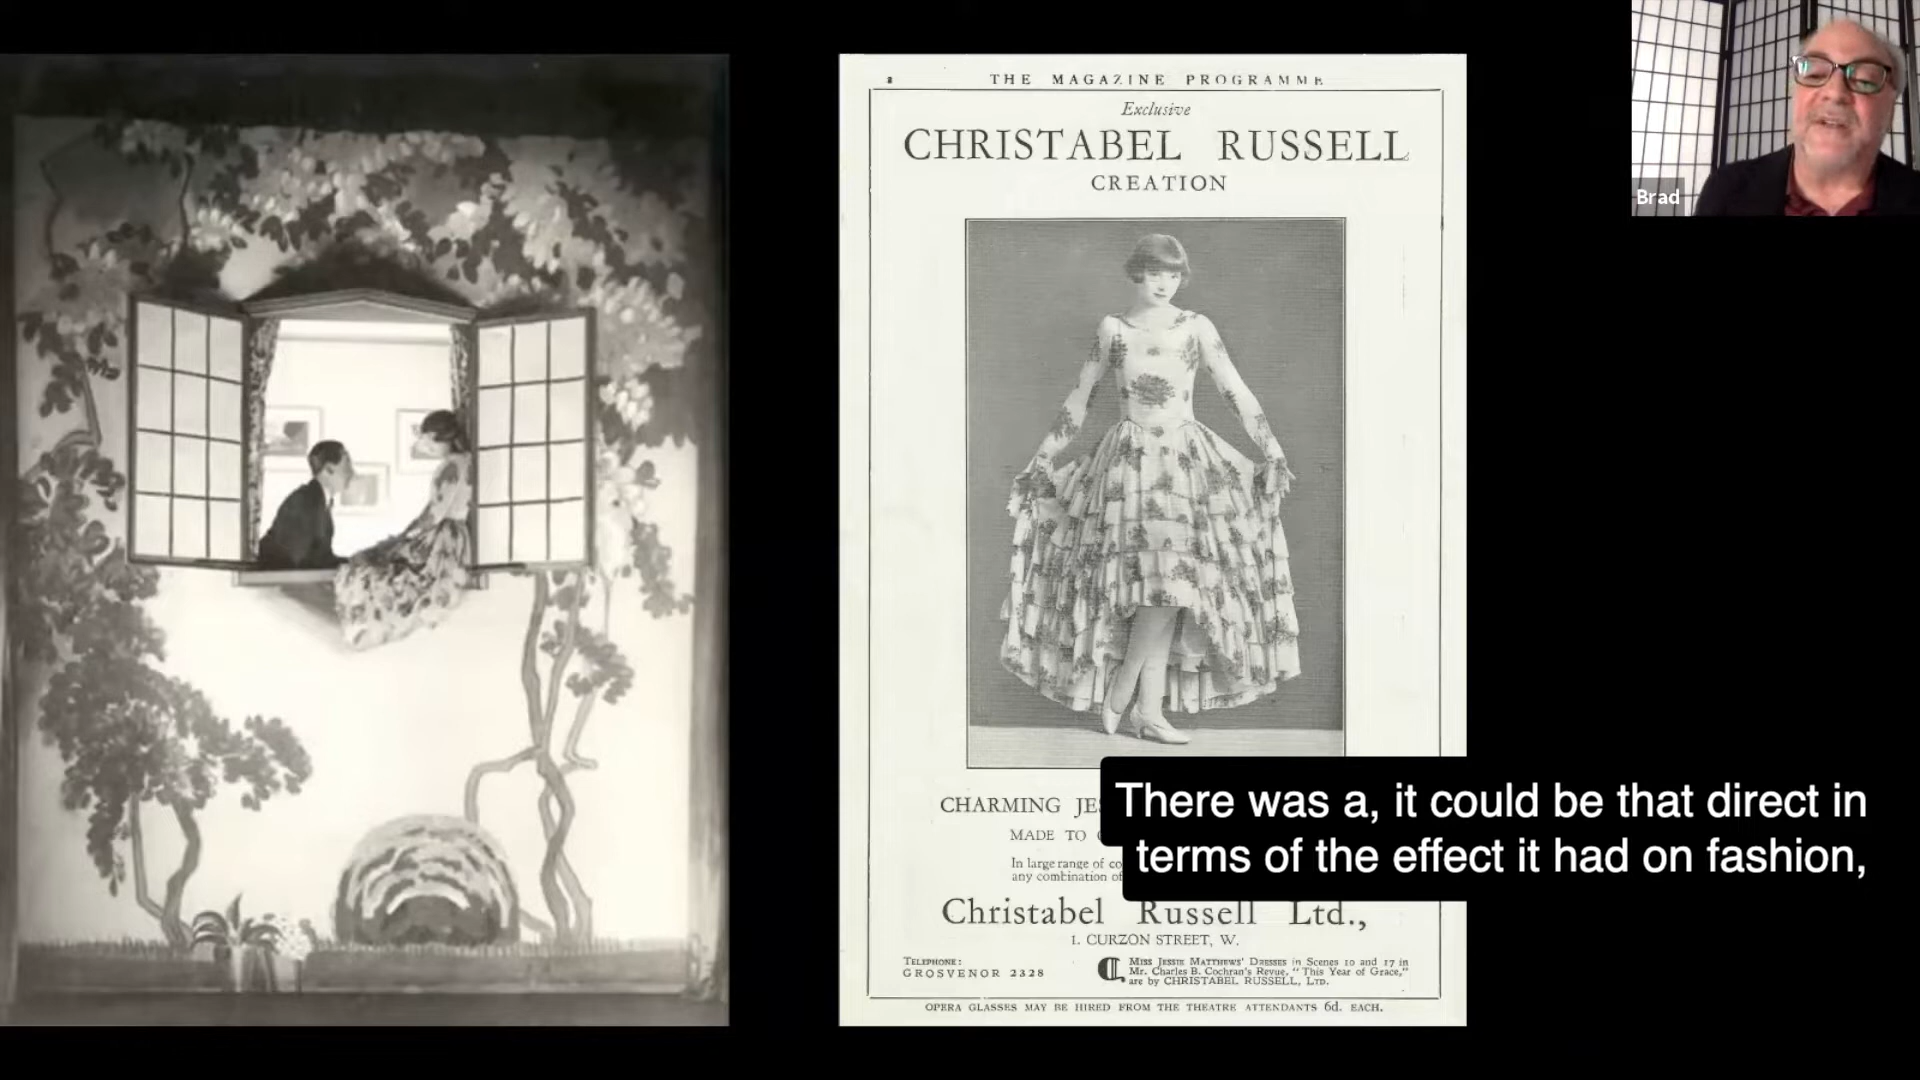 2 THE MAGAZINE PROGRAMME
Exclusive
CHRISTABEL RUSSELL
CREATION
CHARMING JES
MADE TO
In large range of co
any combination of
Christabel Russell Ltd.,
1. CURZON STREET, W.
TELEPHONE:
GROSVENOR 2328
MISS JESSIE MATTHEWS' DRESSES in Scenes 10 and 17 in
Mr. Charles B. Cochran's Revue, "This Year of Grace,"
are by CHRISTABEL RUSSELL, LTD.
OPERA GLASSES MAY BE HIRED FROM THE THEATRE ATTENDANTS 6d. EACH.
Brad
There was a, it could be that direct in
terms of the effect it had on fashion,